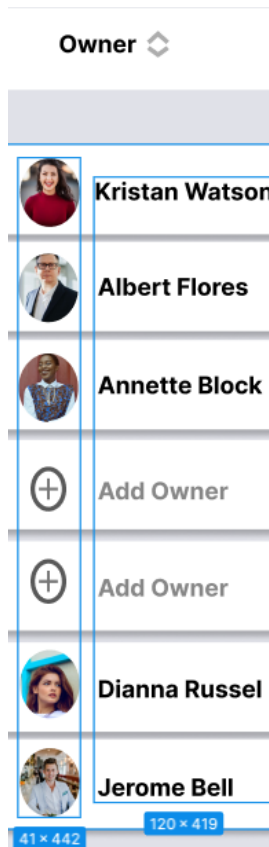 Owner
Kristan Watson
Albert Flores
Annette Block
Add Owner
Add Owner
Dianna Russel
Jerome Bell
120 × 419
41 × 442